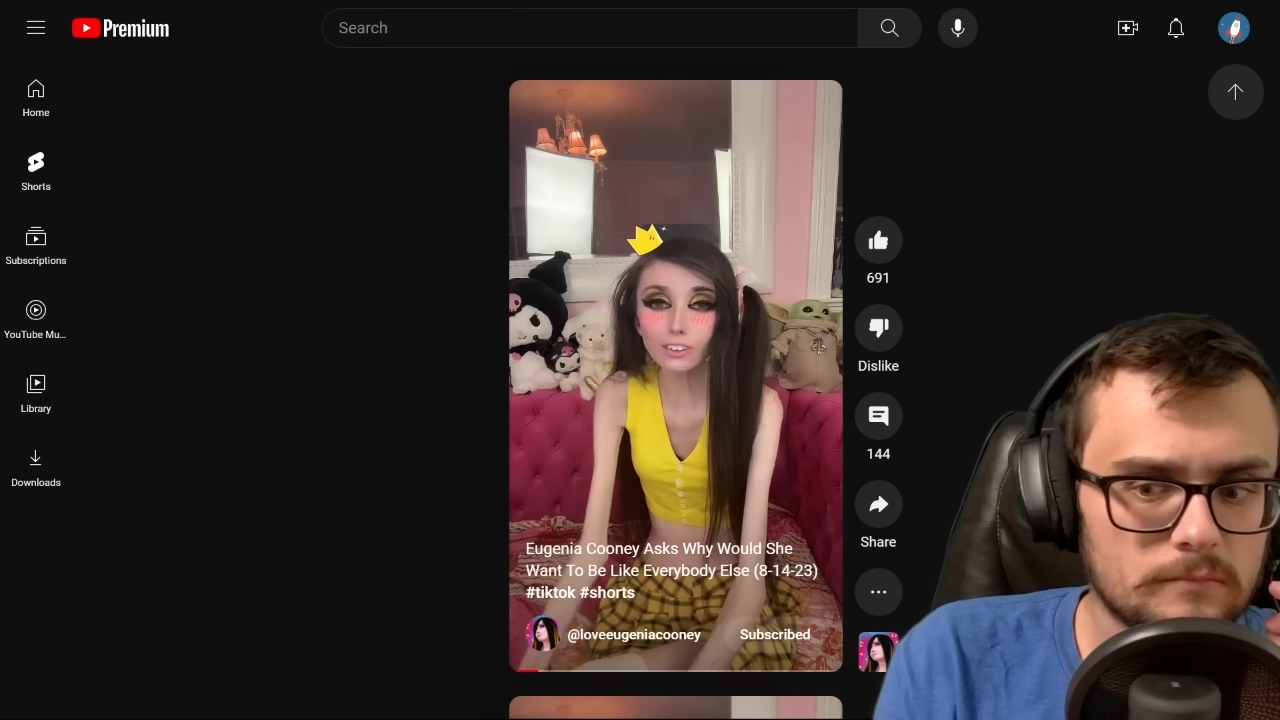 Premium
Search
Home
Shorts
Subscriptions
YouTube Mu...
Library
Downloads
Eugenia Cooney Asks Why Would She
Want To Be Like Everybody Else (8-14-23)
#tiktok #shorts
@loveeugeniacooney
Subscribed
691
Dislike
144
Share